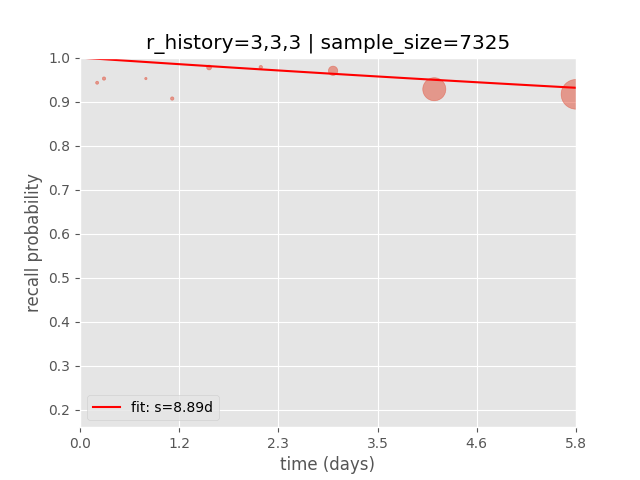 r_history=3,3,3 | sample_size=7325
recall probability
1.0
0.9
0.8
0.7
0.6
0.5
0.4
0.3
0.2
fit: s=8.89d
0.0 1.2 2.3 3.5 4.6 5.8
time (days)